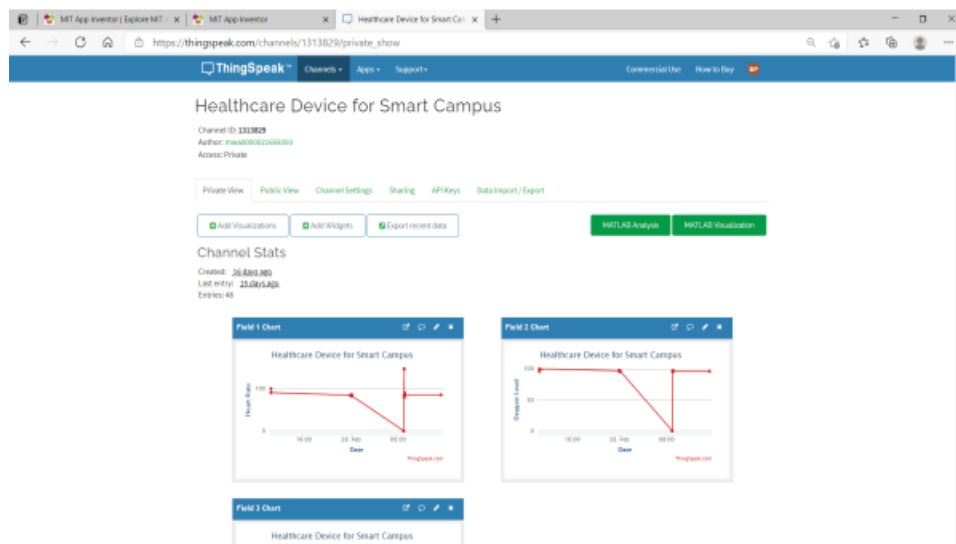 MIT App Inventor | Explore MIT
MIT App Inventor
Healthcare Device for Smart Ca
https://thingspeak.com/channels/1313829/private_show
ThingSpeak™ Channels Apps Support Commercial Use How to Buy
Healthcare Device for Smart Campus
Channel ID: 1313829
Author:
Access: Private
Private View Public View Channel Settings Sharing API Keys Data Import / Export
Add Visualizations Add Widgets Export recent data MATLAB Analysis MATLAB Visualization
Channel Stats
Created: 16 days ago
Last entry: 15 days ago
Entries: 48
Field 1 Chart
Healthcare Device for Smart Campus
Heart Rate
100
0
16:00 20. Feb 08:00
Date
ThingSpeak.com
Field 2 Chart
Healthcare Device for Smart Campus
Oxygen Level
100
50
0
16:00 20. Feb 08:00
Date
ThingSpeak.com
Field 3 Chart
Healthcare Device for Smart Campus